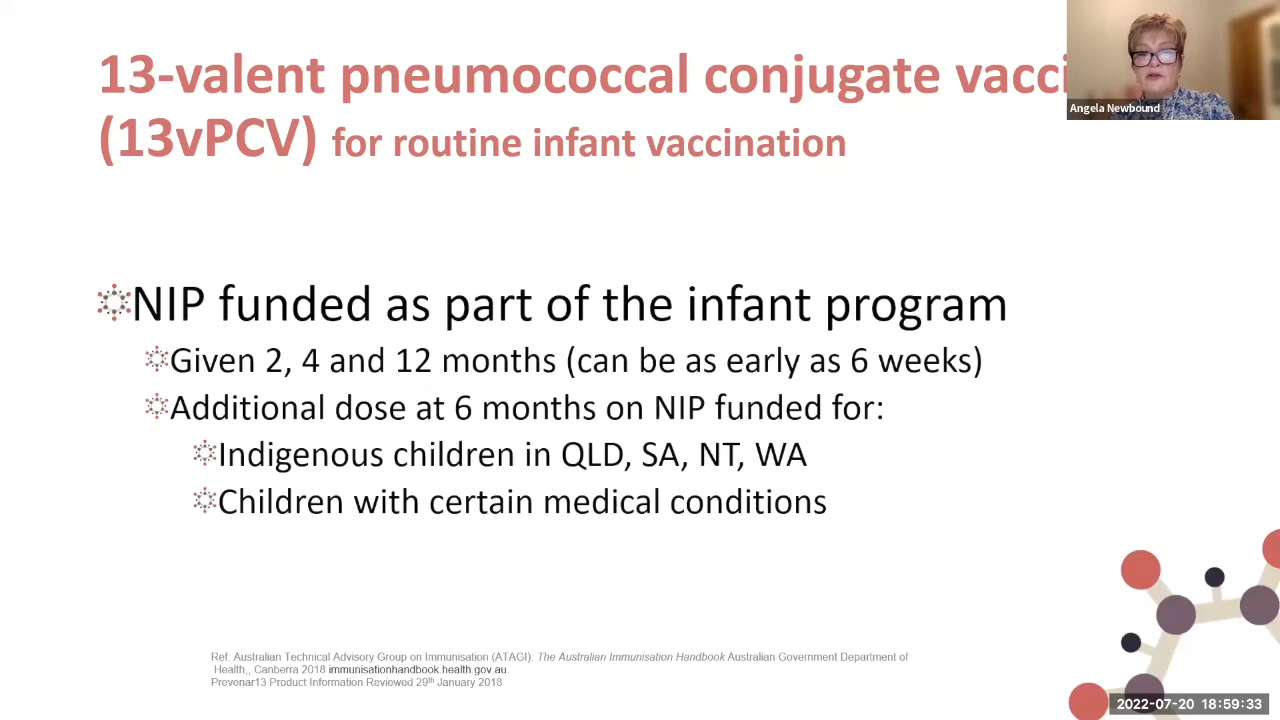 13-valent pneumococcal conjugate vacci
(13vPCV) for routine infant vaccination
Angela Newbound
NIP funded as part of the infant program
Given 2, 4 and 12 months (can be as early as 6 weeks)
Additional dose at 6 months on NIP funded for:
Indigenous children in QLD, SA, NT, WA
Children with certain medical conditions
Ref: Australian Technical Advisory Group on Immunisation (ATAGI). The Australian Immunisation Handbook Australian Government Department of
Health,, Canberra 2018 immunisationhandbook.health.gov.au.
Prevenar13 Product Information Reviewed 29th January 2018
2022-07-20 18:59:33